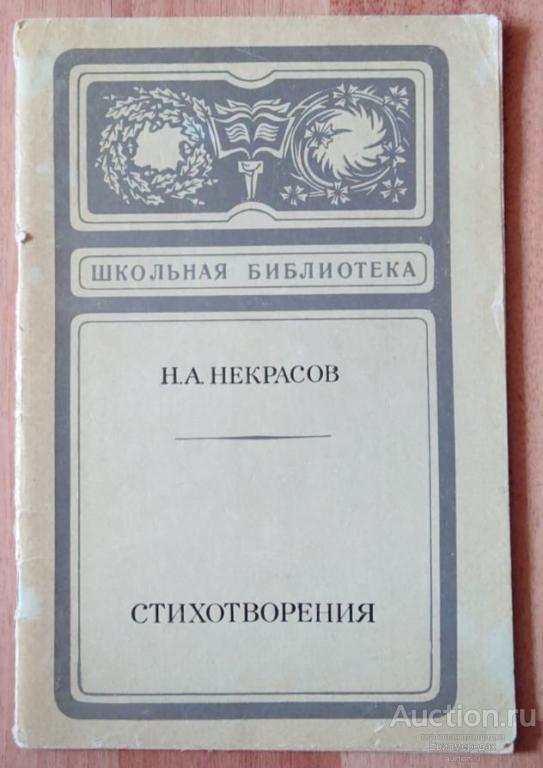 ШКОЛЬНАЯ БИБЛИОТЕКА
Н.А.НЕКРАСОВ
СТИХОТВОРЕНИЯ
Auction.ru